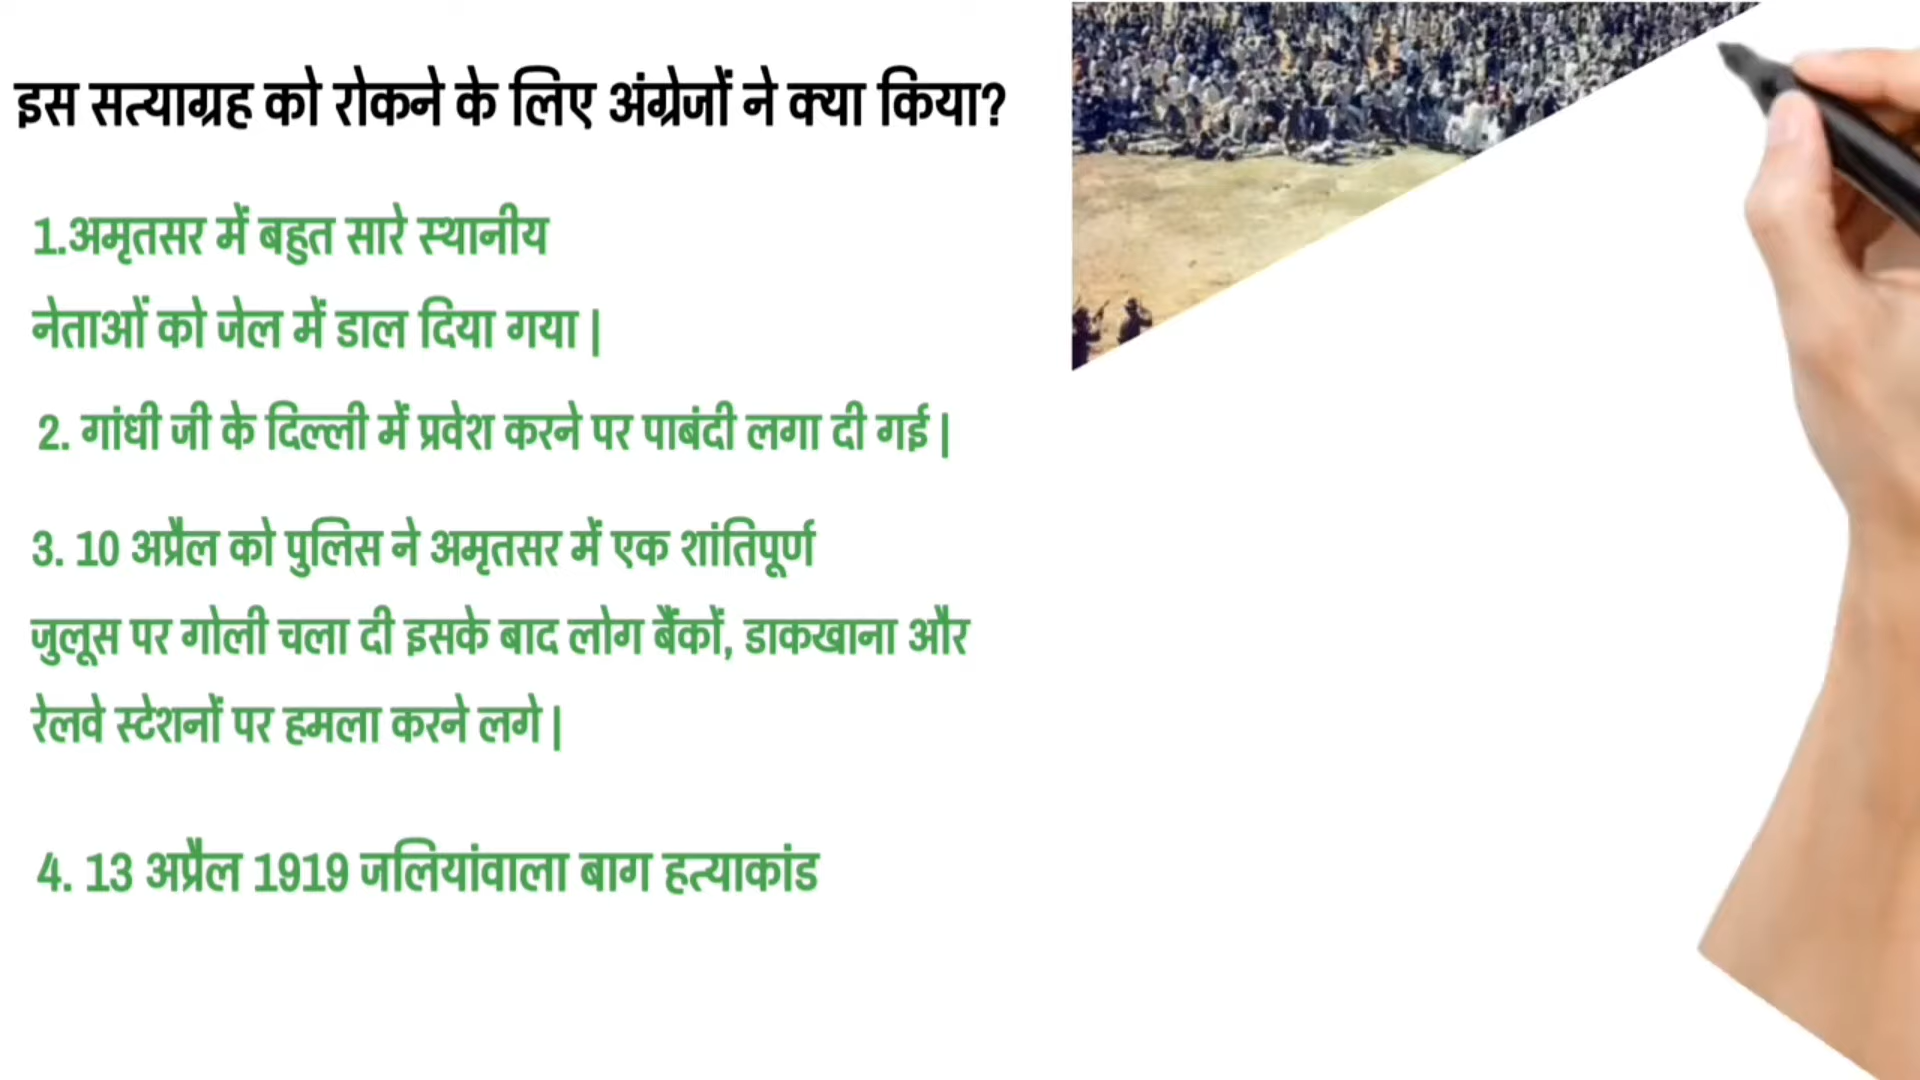 इस सत्याग्रह को रोकने के लिए अंग्रेजों ने क्या किया?
1.अमृतसर में बहुत सारे स्थानीय
नेताओं को जेल में डाल दिया गया |
2. गांधी जी के दिल्ली में प्रवेश करने पर पाबंदी लगा दी गई |
3. 10 अप्रैल को पुलिस ने अमृतसर में एक शांतिपूर्ण
जुलूस पर गोली चला दी इसके बाद लोग बैंकों, डाकखाना और
रेलवे स्टेशनों पर हमला करने लगे |
4. 13 अप्रैल 1919 जलियांवाला बाग हत्याकांड